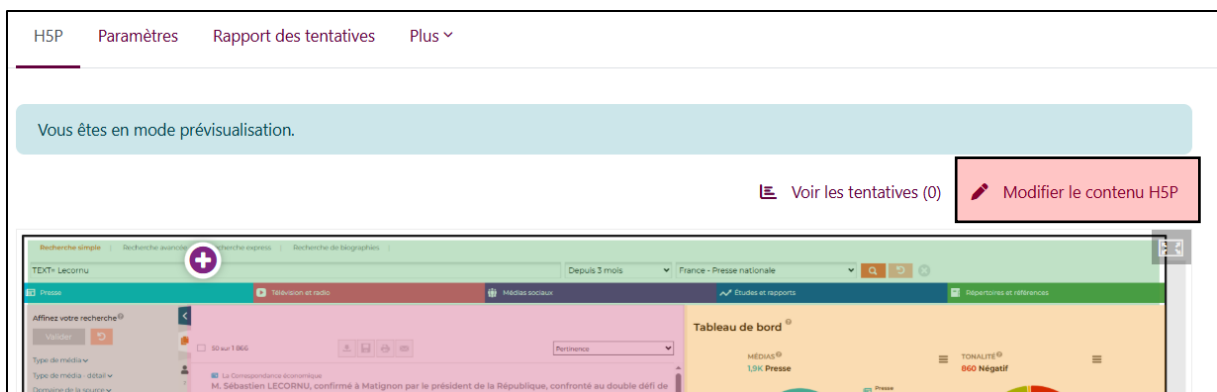 H5P Paramètres Rapport des tentatives Plus
Vous êtes en mode prévisualisation.
Voir les tentatives (0) Modifier le contenu H5P
Recherche simple | Recherche avancée | Recherche express | Recherche de biographies |
TEXT= Lecornu Depuis 3 mois France - Presse nationale
Presse Télévision et radio Médias sociaux Études et rapports Répertoires et références
Affinez votre recherche
Valider
Tableau de bord
50 sur 1 866 Pertinence
MÉDIAS TONALITÉ
Type de média 1,9K Presse 860 Négatif
Type de média - détail La Correspondance économique Presse
Domaine de la source M. Sébastien LECORNU, confirmé à Matignon par le président de la République, confronté au double défi de